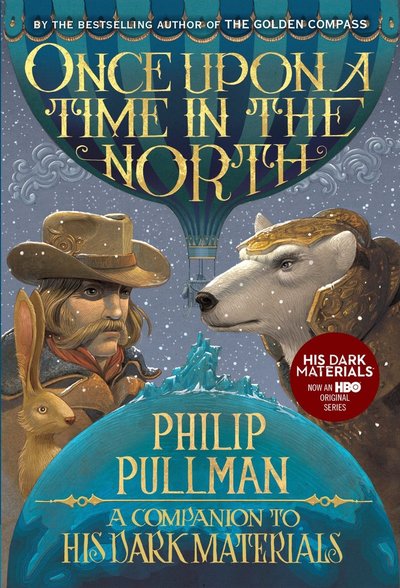 BY THE BESTSELLING AUTHOR OF THE GOLDEN COMPASS
ONCE UPON A
TIME IN THE
NORTH
HIS DARK
MATERIALS
NOW AN HBO
ORIGINAL
SERIES
PHILIP
PULLMAN
A COMPANION TO
HIS DARK MATERIALS